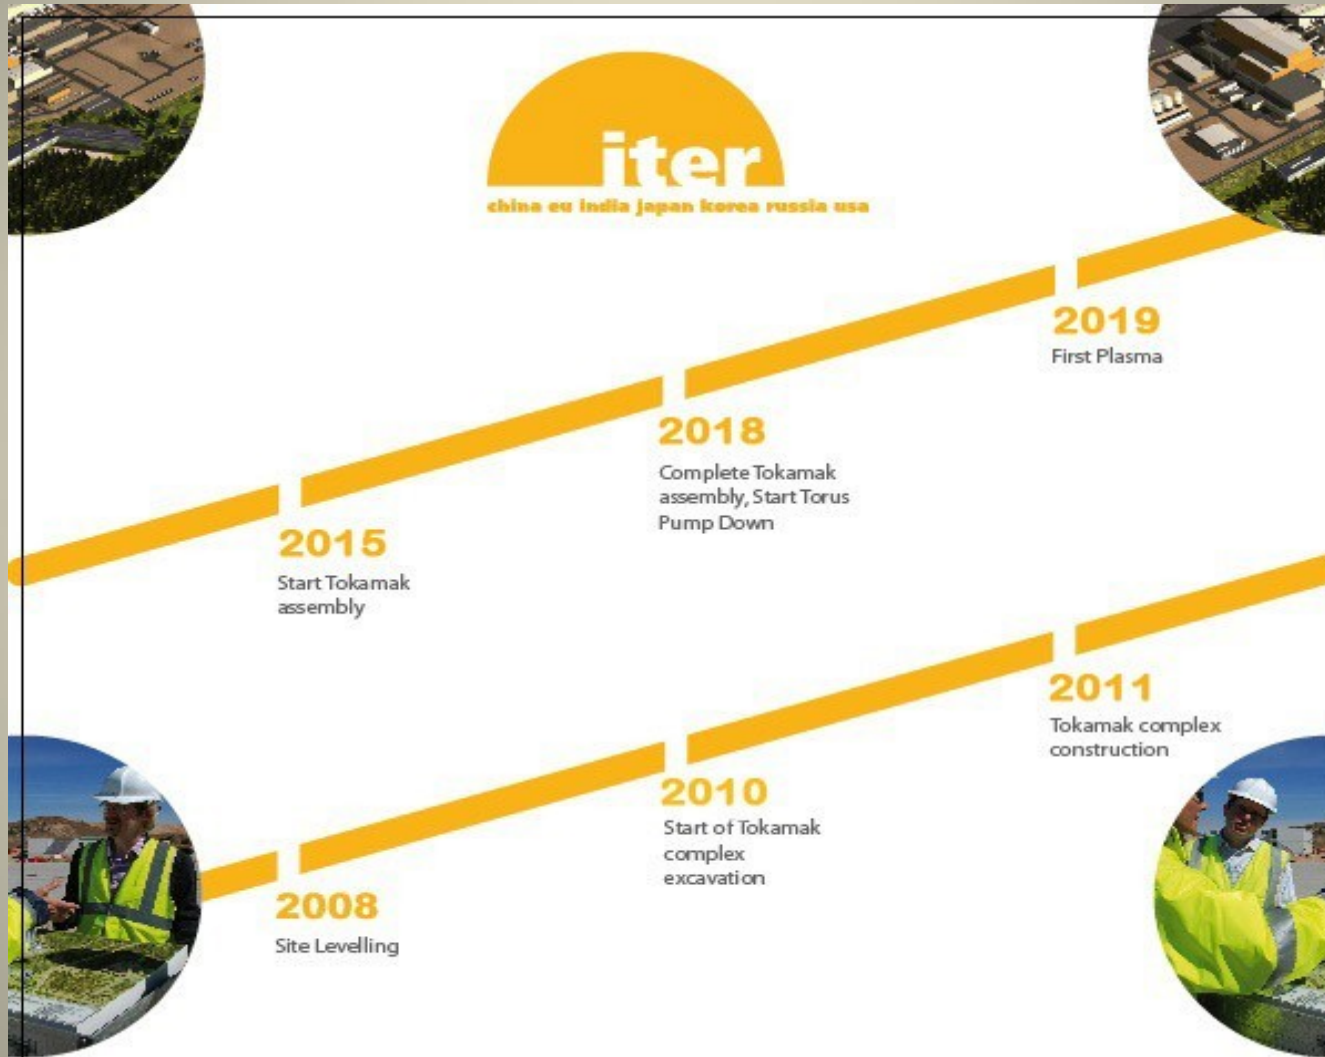 iter
china eu india japan korea russia usa
2019
First Plasma
2018
Complete Tokamak
assembly, Start Torus
Pump Down
2015
Start Tokamak
assembly
2011
Tokamak complex
construction
2010
Start of Tokamak
complex
excavation
2008
Site Levelling